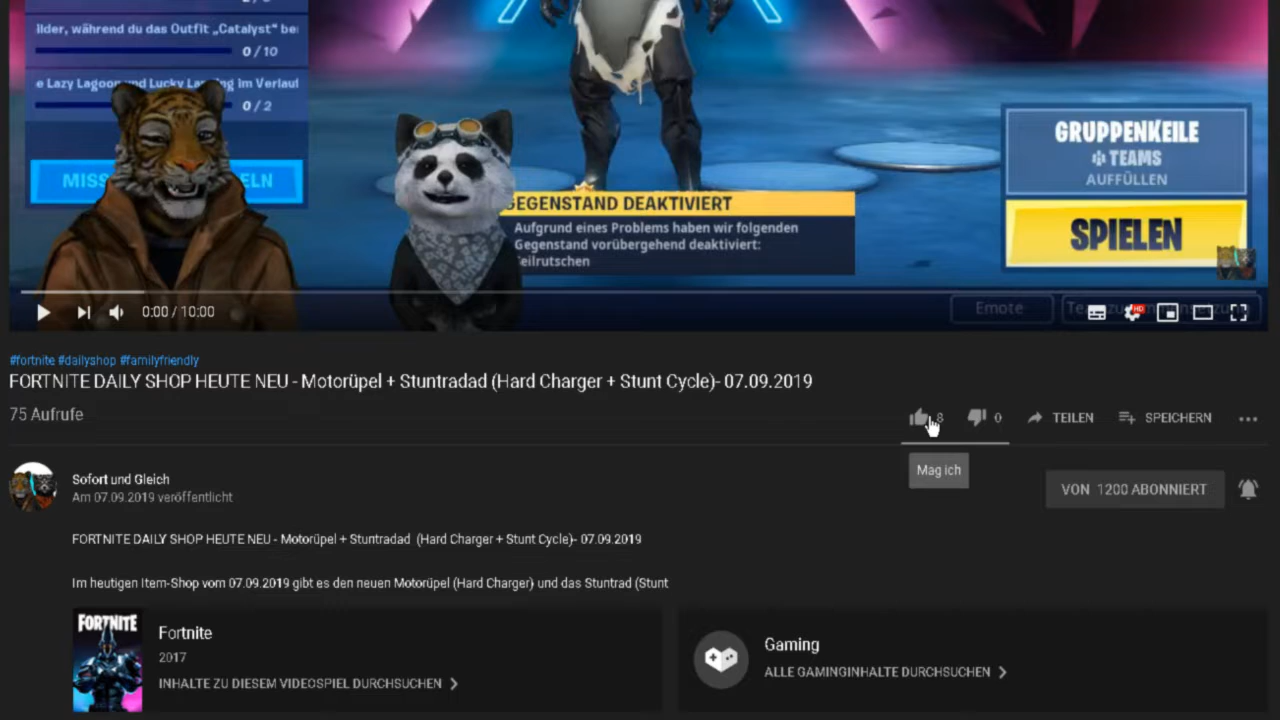 ilder, während du das Outfit „Catalyst“ be
0 / 10
e Lazy Lagoon und Lucky Landing im Verlauf
0 / 2
GRUPPENKEILE
TEAMS
AUFFÜLLEN
SPIELEN
GEGENSTAND DEAKTIVIERT
Aufgrund eines Problems haben wir folgenden
Gegenstand vorübergehend deaktiviert:
eilrutschen
0:00 / 10:00
Emote
HD
#fortnite #dailyshop #familyfriendly
FORTNITE DAILY SHOP HEUTE NEU - Motorüpel + Stuntradad (Hard Charger + Stunt Cycle)- 07.09.2019
75 Aufrufe
8
0
TEILEN
SPEICHERN
Mag ich
Sofort und Gleich
Am 07.09.2019 veröffentlicht
VON 1200 ABONNIERT
FORTNITE DAILY SHOP HEUTE NEU - Motorüpel + Stuntradad (Hard Charger + Stunt Cycle)- 07.09.2019
Im heutigen Item-Shop vom 07.09.2019 gibt es den neuen Motorüpel (Hard Charger) und das Stuntrad (Stunt
FORTNITE
Fortnite
2017
INHALTE ZU DIESEM VIDEOSPIEL DURCHSUCHEN
Gaming
ALLE GAMINGINHALTE DURCHSUCHEN